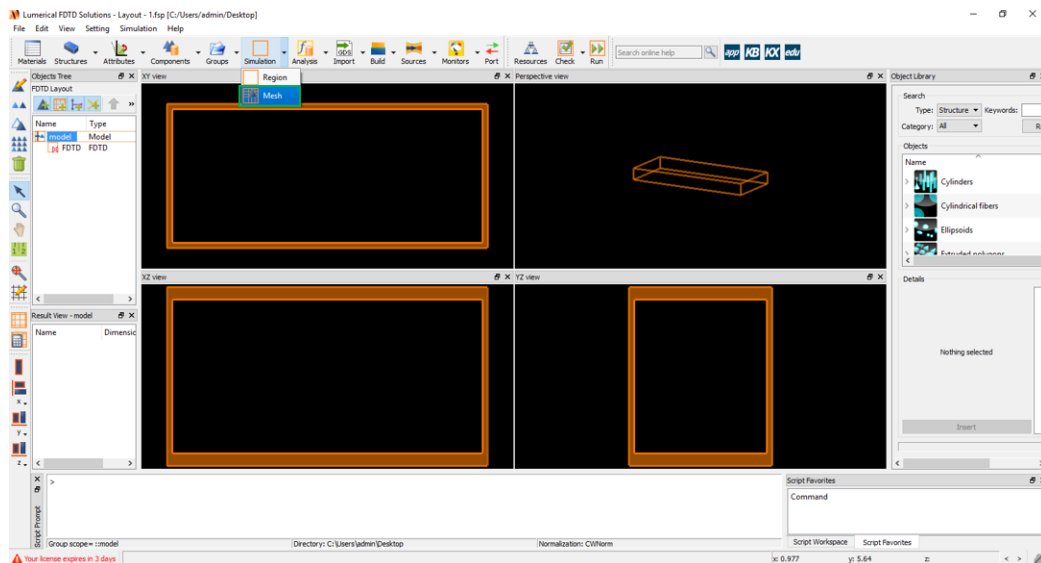 Lumerical FDTD Solutions - Layout - 1.fsp [C:/Users/admin/Desktop]
File Edit View Setting Simulation Help
Materials Structures Attributes Components Groups Simulation Analysis Import Build Sources Monitors Port Resources Check Run
GDS
Search online help
app KB KX edu
Region
Mesh
Objects Tree
FDTD Layout
Name Type
model Model
FDTD FDTD
Result View - model
Name Dimensic
XY view
Perspective view
XZ view
YZ view
Object Library
Search
Type: Structure Keywords:
Category: All
Objects
Name
Cylinders
Cylindrical fibers
Ellipsoids
Extruded polygons
Details
Nothing selected
Insert
x
Y
z
Script Prompt
>
Group scope= ::model Directory: C:\Users\admin\Desktop Normalization: CWNorm
Script Favorites
Command
Script Workspace Script Favorites
Your license expires in 3 days
x: 0.977 y: 5.64 z: